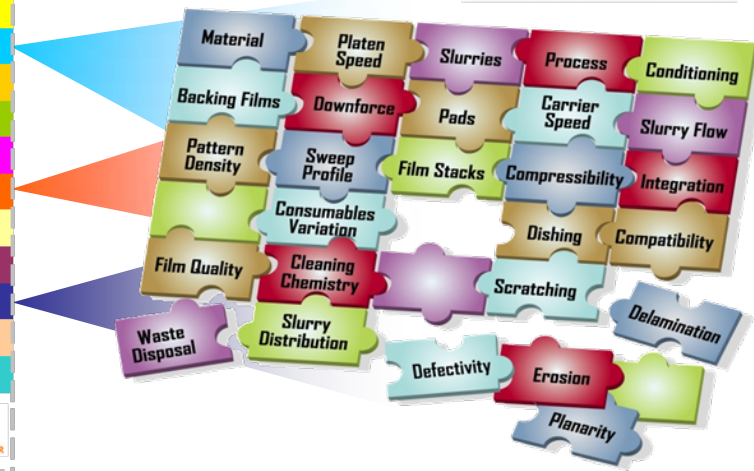 Material
Platen
Speed
Slurries
Process
Conditioning
Backing Films
Downforce
Pads
Carrier
Speed
Slurry Flow
Pattern
Density
Sweep
Profile
Film Stacks
Compressibility
Integration
Consumables
Variation
Dishing
Compatibility
Film Quality
Cleaning
Chemistry
Scratching
Delamination
Waste
Disposal
Slurry
Distribution
Defectivity
Erosion
Planarity
R